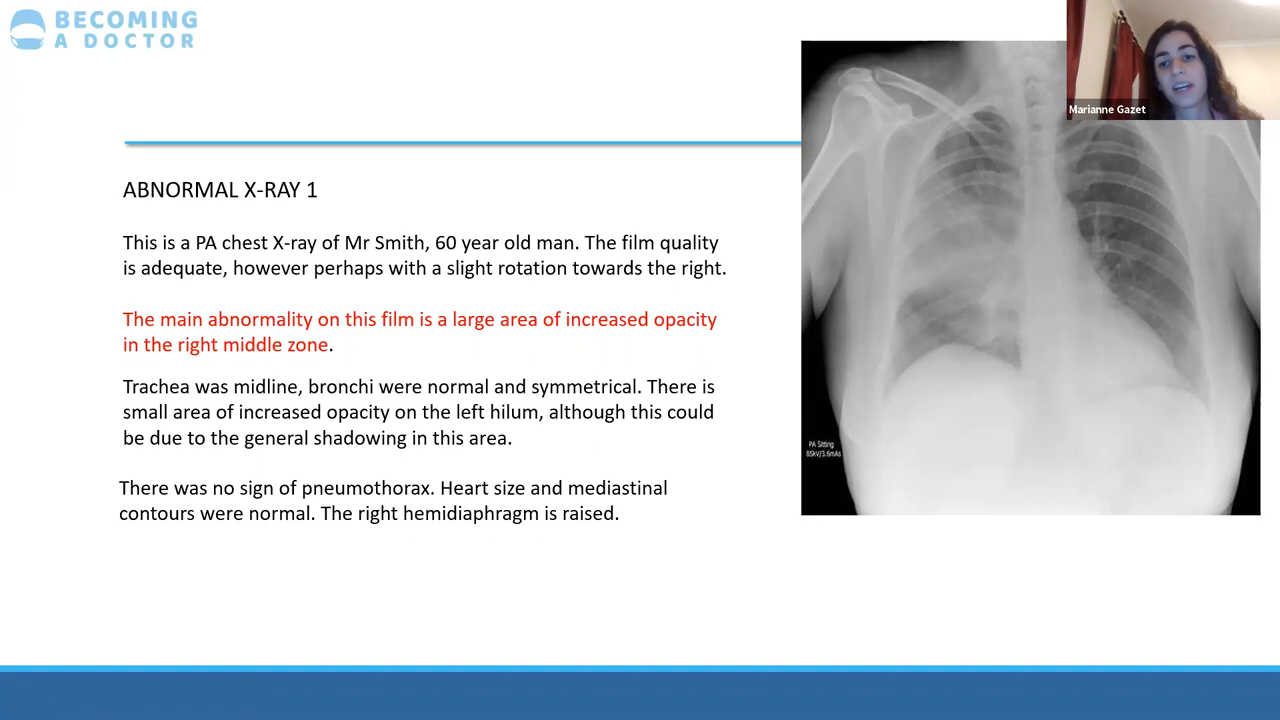 BECOMING
A DOCTOR
Marianne Gazet
ABNORMAL X-RAY 1
This is a PA chest X-ray of Mr Smith, 60 year old man. The film quality
is adequate, however perhaps with a slight rotation towards the right.
The main abnormality on this film is a large area of increased opacity
in the right middle zone.
Trachea was midline, bronchi were normal and symmetrical. There is
small area of increased opacity on the left hilum, although this could
be due to the general shadowing in this area.
There was no sign of pneumothorax. Heart size and mediastinal
contours were normal. The right hemidiaphragm is raised.
PA Sitting
85kV/3.6mAs